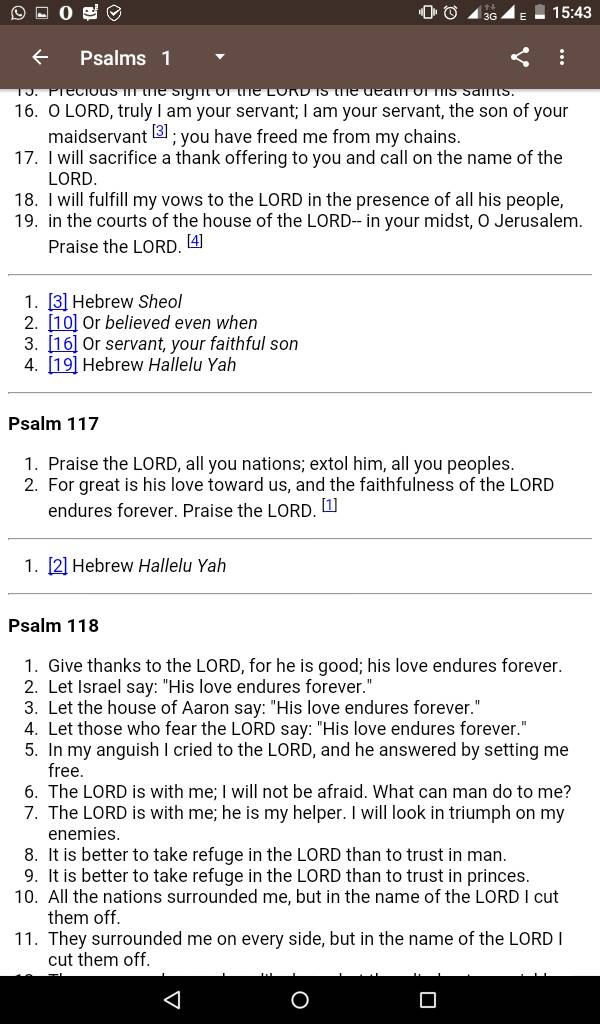 3G
E
15:43
Psalms 1
15. Precious in the sight of the LORD is the death of his saints.
16. O LORD, truly I am your servant; I am your servant, the son of your
maidservant [3] ; you have freed me from my chains.
17. I will sacrifice a thank offering to you and call on the name of the
LORD.
18. I will fulfill my vows to the LORD in the presence of all his people,
19. in the courts of the house of the LORD-- in your midst, O Jerusalem.
Praise the LORD. [4]
1. [3] Hebrew Sheol
2. [10] Or believed even when
3. [16] Or servant, your faithful son
4. [19] Hebrew Hallelu Yah
Psalm 117
1. Praise the LORD, all you nations; extol him, all you peoples.
2. For great is his love toward us, and the faithfulness of the LORD
endures forever. Praise the LORD. [1]
1. [2] Hebrew Hallelu Yah
Psalm 118
1. Give thanks to the LORD, for he is good; his love endures forever.
2. Let Israel say: "His love endures forever."
3. Let the house of Aaron say: "His love endures forever."
4. Let those who fear the LORD say: "His love endures forever."
5. In my anguish I cried to the LORD, and he answered by setting me
free.
6. The LORD is with me; I will not be afraid. What can man do to me?
7. The LORD is with me; he is my helper. I will look in triumph on my
enemies.
8. It is better to take refuge in the LORD than to trust in man.
9. It is better to take refuge in the LORD than to trust in princes.
10. All the nations surrounded me, but in the name of the LORD I cut
them off.
11. They surrounded me on every side, but in the name of the LORD I
cut them off.